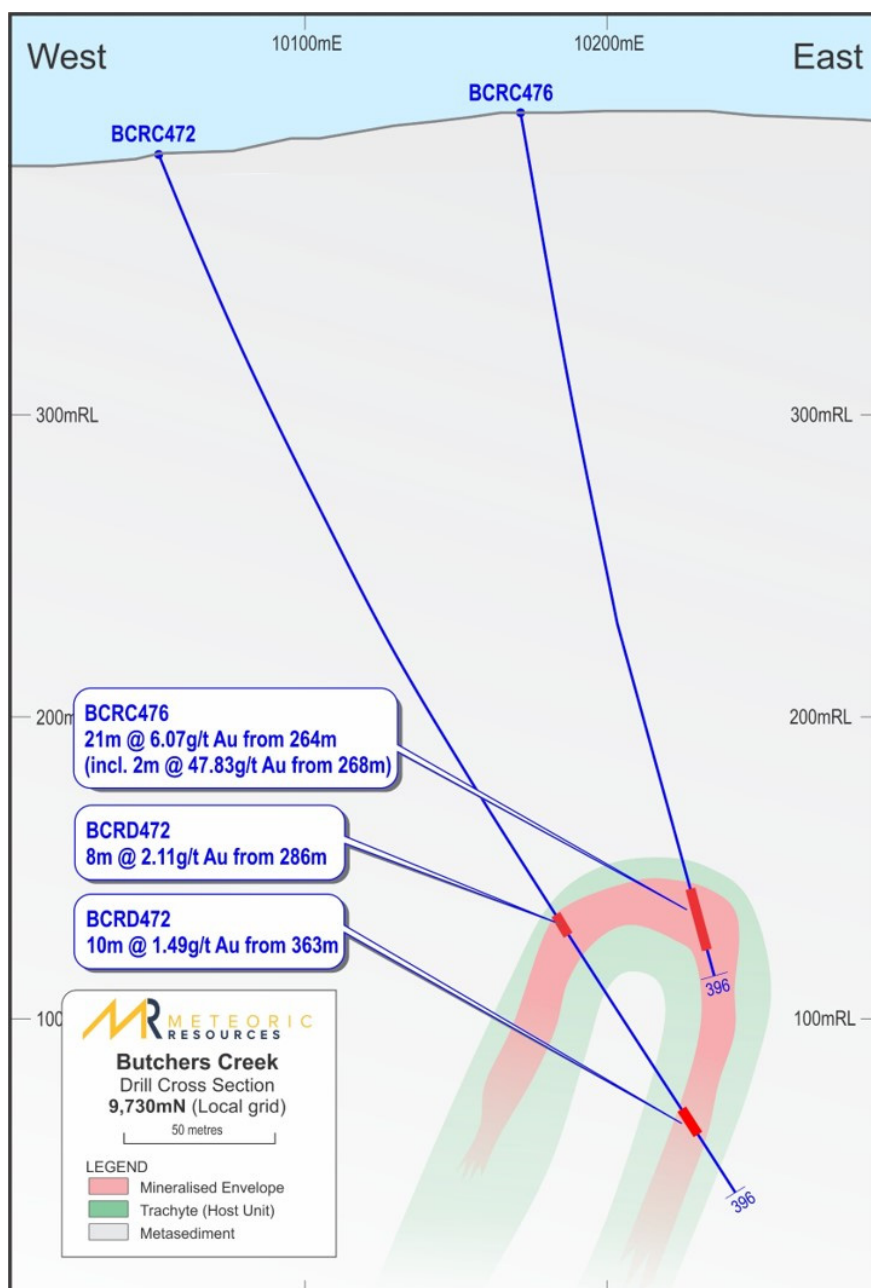 West
10100mE
10200mE
East
BCRC476
BCRC472
300mRL
300mRL
200m
200mRL
BCRC476
21m @ 6.07g/t Au from 264m
(incl. 2m @ 47.83g/t Au from 268m)
BCRD472
8m @ 2.11g/t Au from 286m
BCRD472
10m @ 1.49g/t Au from 363m
396
100
100mRL
MR METEORIC
RESOURCES
Butchers Creek
Drill Cross Section
9,730mN (Local grid)
50 metres
LEGEND
Mineralised Envelope
Trachyte (Host Unit)
Metasediment
396